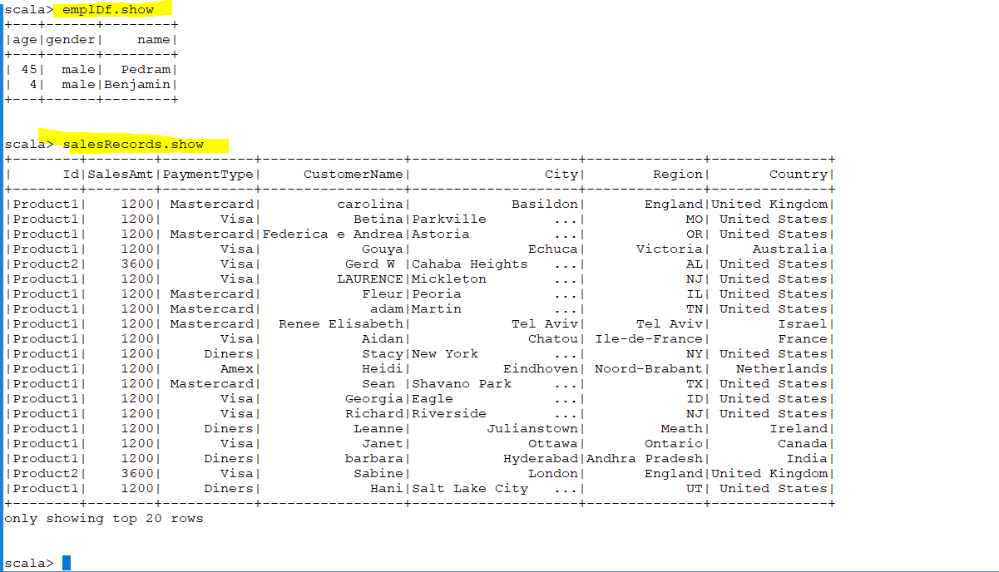 scala> emplDf.show
+---+------+--------+
|age|gender|    name|
+---+------+--------+
| 45|  male|  Pedram|
|  4|  male|Benjamin|
+---+------+--------+
scala> salesRecords.show
+--------+--------+-----------+-----------------+--------------------+--------------+--------------+
|      Id|SalesAmt|PaymentType|     CustomerName|                City|        Region|       Country|
+--------+--------+-----------+-----------------+--------------------+--------------+--------------+
|Product1|    1200| Mastercard|         carolina|            Basildon|       England|United Kingdom|
|Product1|    1200|       Visa|           Betina|Parkville        ...|            MO| United States|
|Product1|    1200| Mastercard|Federica e Andrea|Astoria          ...|            OR| United States|
|Product1|    1200|       Visa|            Gouya|              Echuca|      Victoria|     Australia|
|Product2|    3600|       Visa|          Gerd W |Cahaba Heights   ...|            AL| United States|
|Product1|    1200|       Visa|         LAURENCE|Mickleton        ...|            NJ| United States|
|Product1|    1200| Mastercard|            Fleur|Peoria           ...|            IL| United States|
|Product1|    1200| Mastercard|             adam|Martin           ...|            TN| United States|
|Product1|    1200| Mastercard|  Renee Elisabeth|            Tel Aviv|      Tel Aviv|        Israel|
|Product1|    1200|       Visa|            Aidan|              Chatou| Ile-de-France|        France|
|Product1|    1200|     Diners|            Stacy|New York         ...|            NY| United States|
|Product1|    1200|       Amex|            Heidi|           Eindhoven| Noord-Brabant|   Netherlands|
|Product1|    1200| Mastercard|            Sean |Shavano Park     ...|            TX| United States|
|Product1|    1200|       Visa|          Georgia|Eagle            ...|            ID| United States|
|Product1|    1200|       Visa|          Richard|Riverside        ...|            NJ| United States|
|Product1|    1200|     Diners|           Leanne|         Julianstown|         Meath|       Ireland|
|Product1|    1200|       Visa|            Janet|              Ottawa|       Ontario|        Canada|
|Product1|    1200|     Diners|          barbara|           Hyderabad|Andhra Pradesh|         India|
|Product2|    3600|       Visa|           Sabine|              London|       England|United Kingdom|
|Product1|    1200|     Diners|             Hani|Salt Lake City   ...|            UT| United States|
+--------+--------+-----------+-----------------+--------------------+--------------+--------------+
only showing top 20 rows
scala>